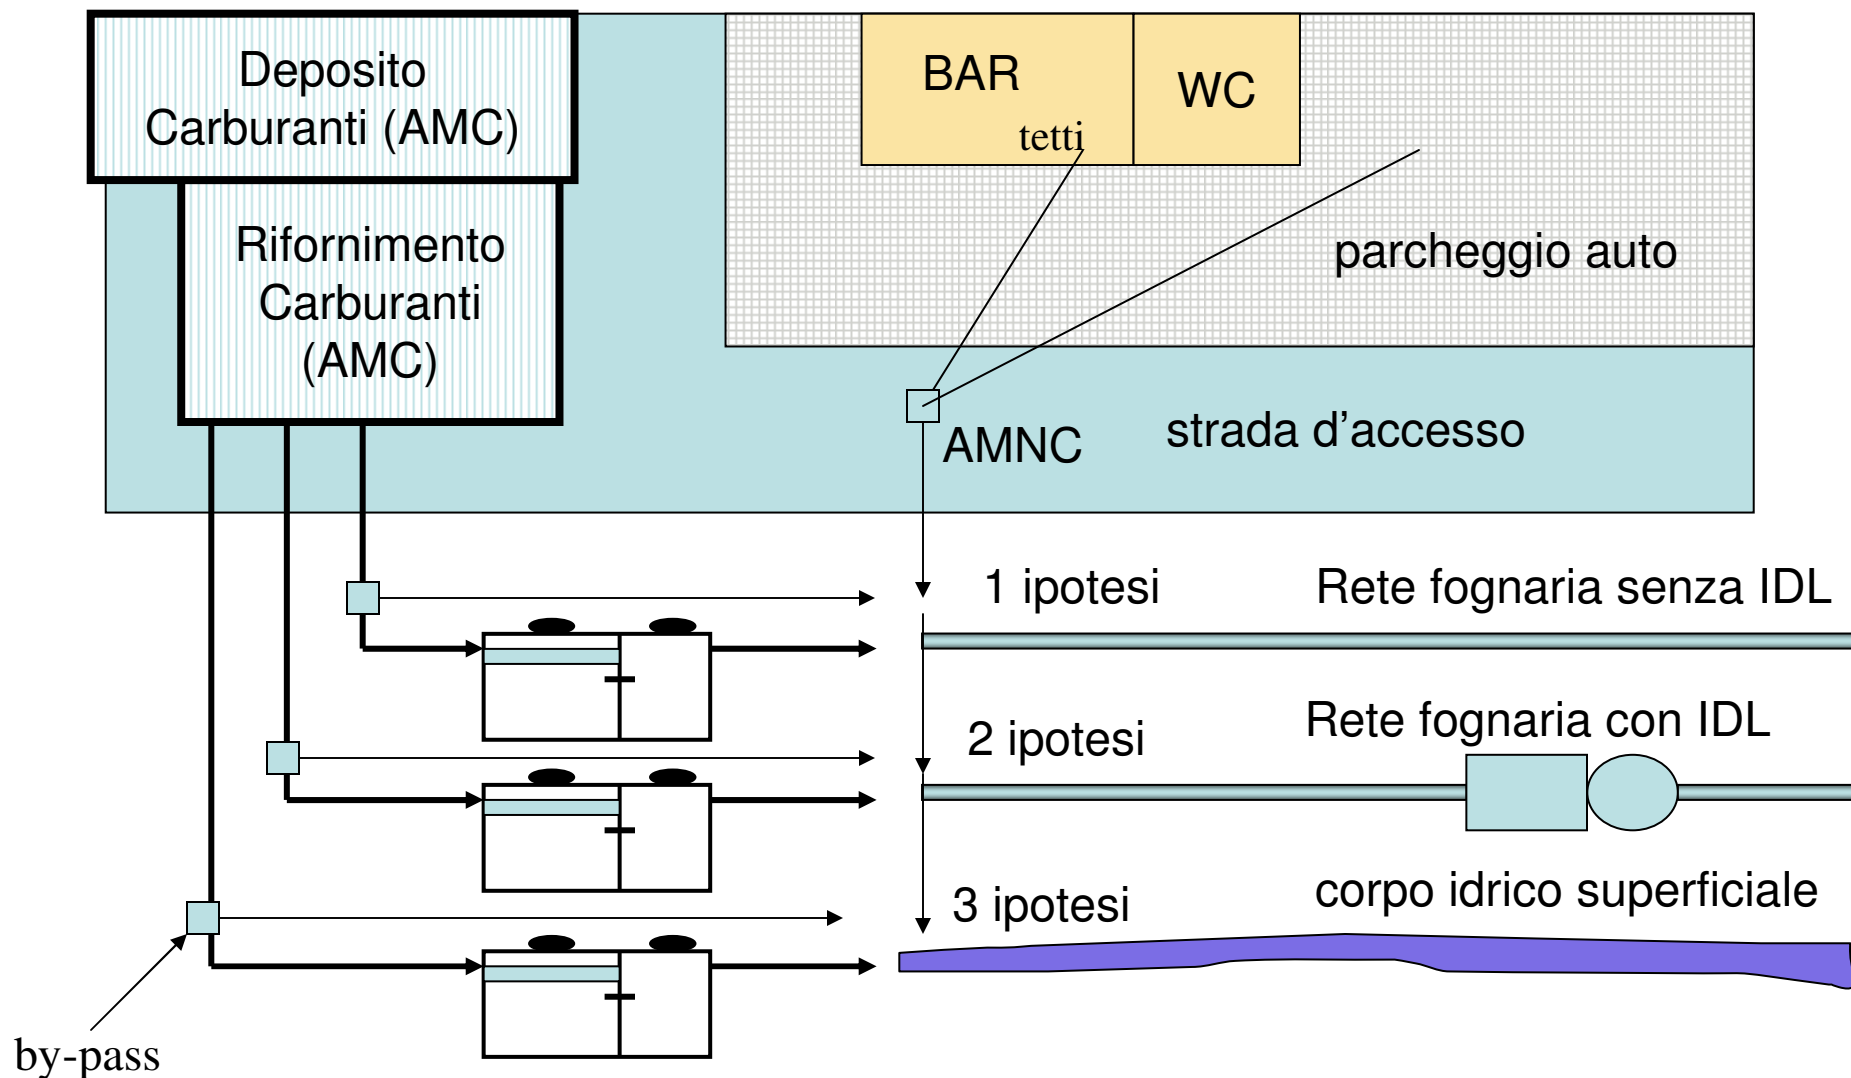 Deposito
Carburanti (AMC)
BAR
WC
tetti
Rifornimento
Carburanti
(AMC)
parcheggio auto
AMNC
strada d'accesso
1 ipotesi
Rete fognaria senza IDL
2 ipotesi
Rete fognaria con IDL
3 ipotesi
corpo idrico superficiale
by-pass